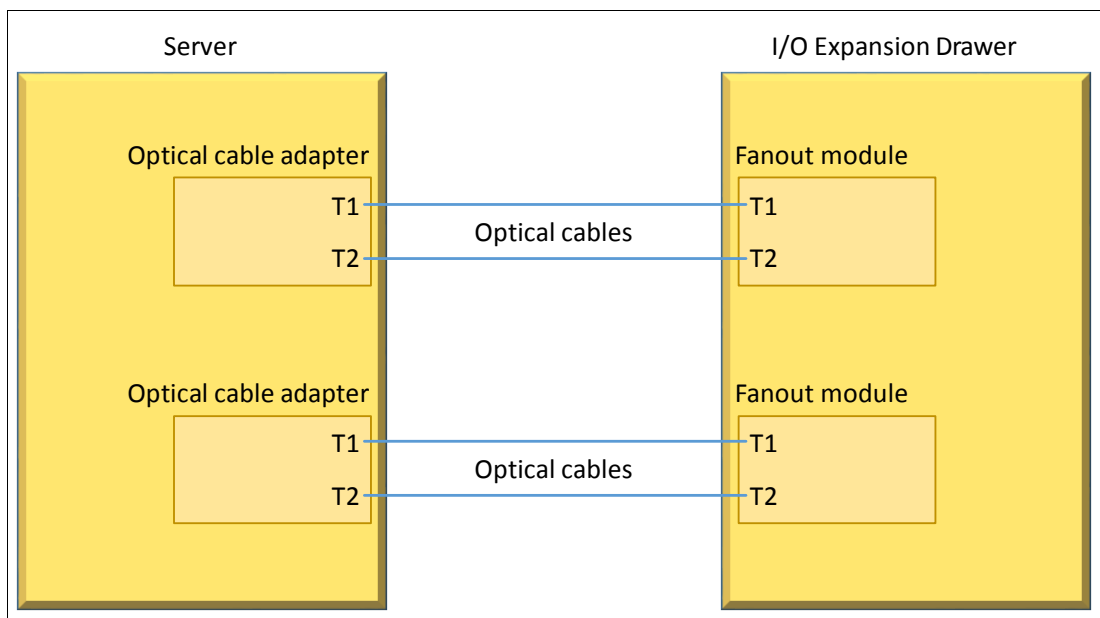 Server
I/O Expansion Drawer
Optical cable adapter
Fanout module
T1
T1
Optical cables
T2
T2
Optical cable adapter
Fanout module
T1
T1
Optical cables
T2
T2